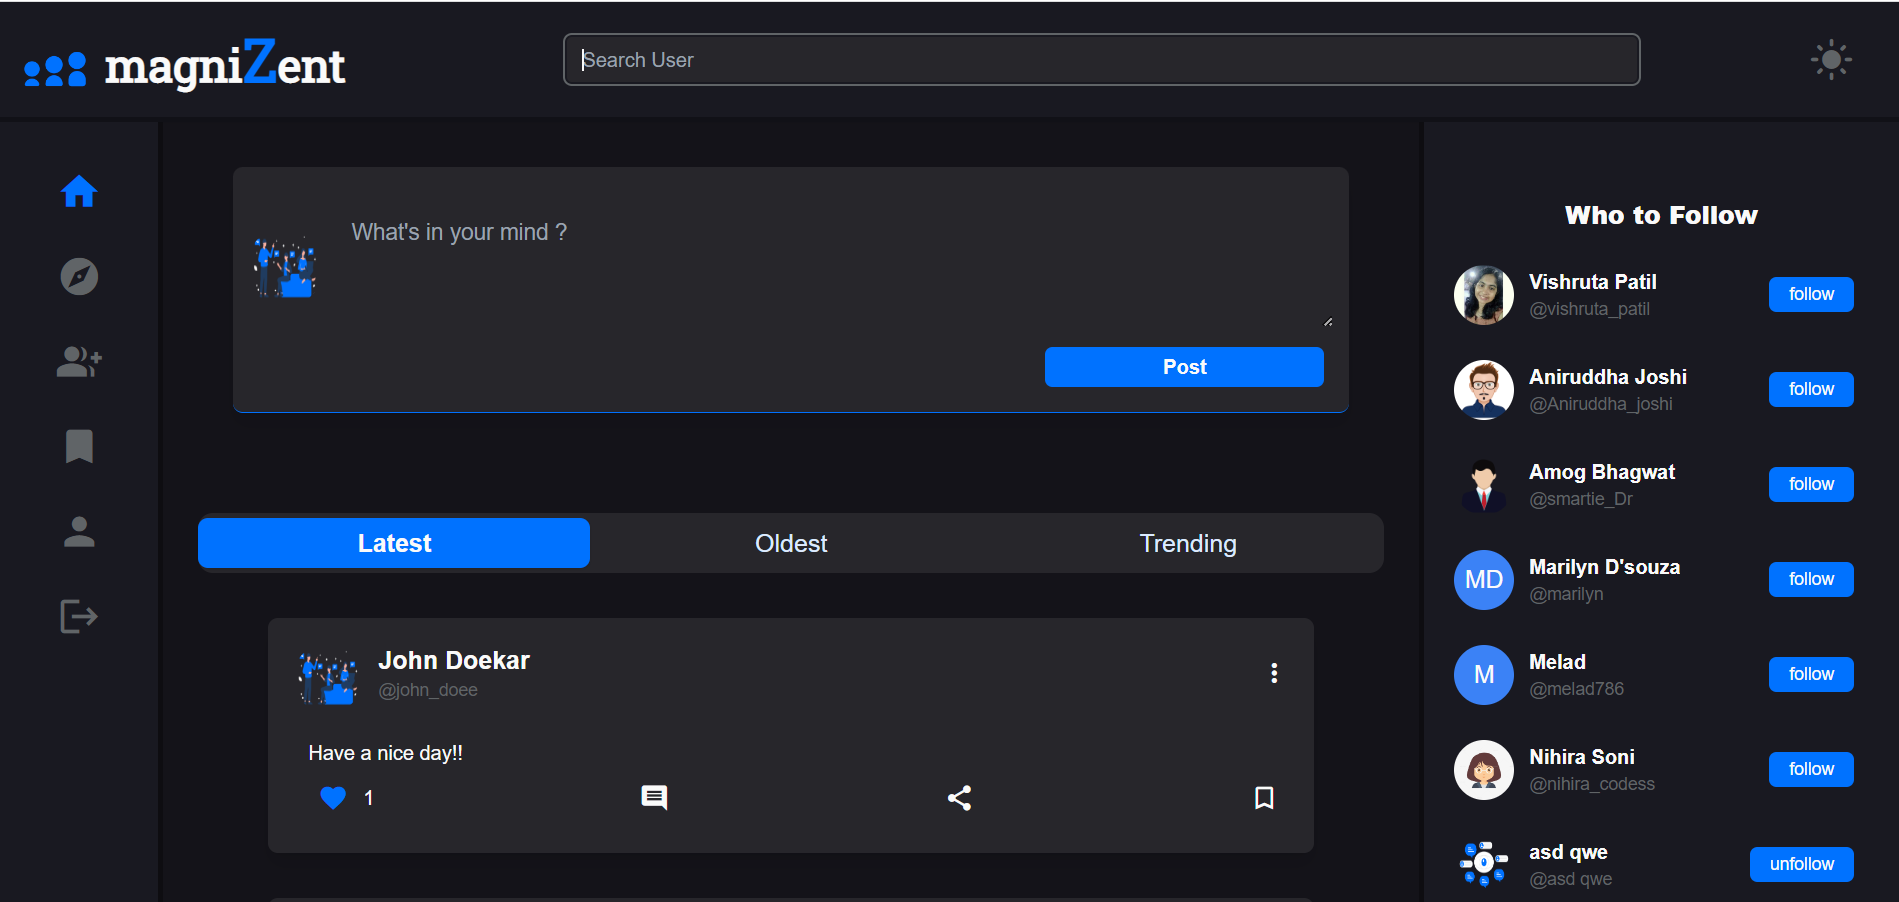 magniZent
Search User
What's in your mind ?
Post
Latest
Oldest
Trending
John Doekar
@john_doee
Have a nice day!!
1
Who to Follow
Vishruta Patil
@vishruta_patil
follow
Aniruddha Joshi
@Aniruddha_joshi
follow
Amog Bhagwat
@smartie_Dr
follow
MD
Marilyn D'souza
@marilyn
follow
M
Melad
@melad786
follow
Nihira Soni
@nihira_codess
follow
asd qwe
@asd qwe
unfollow